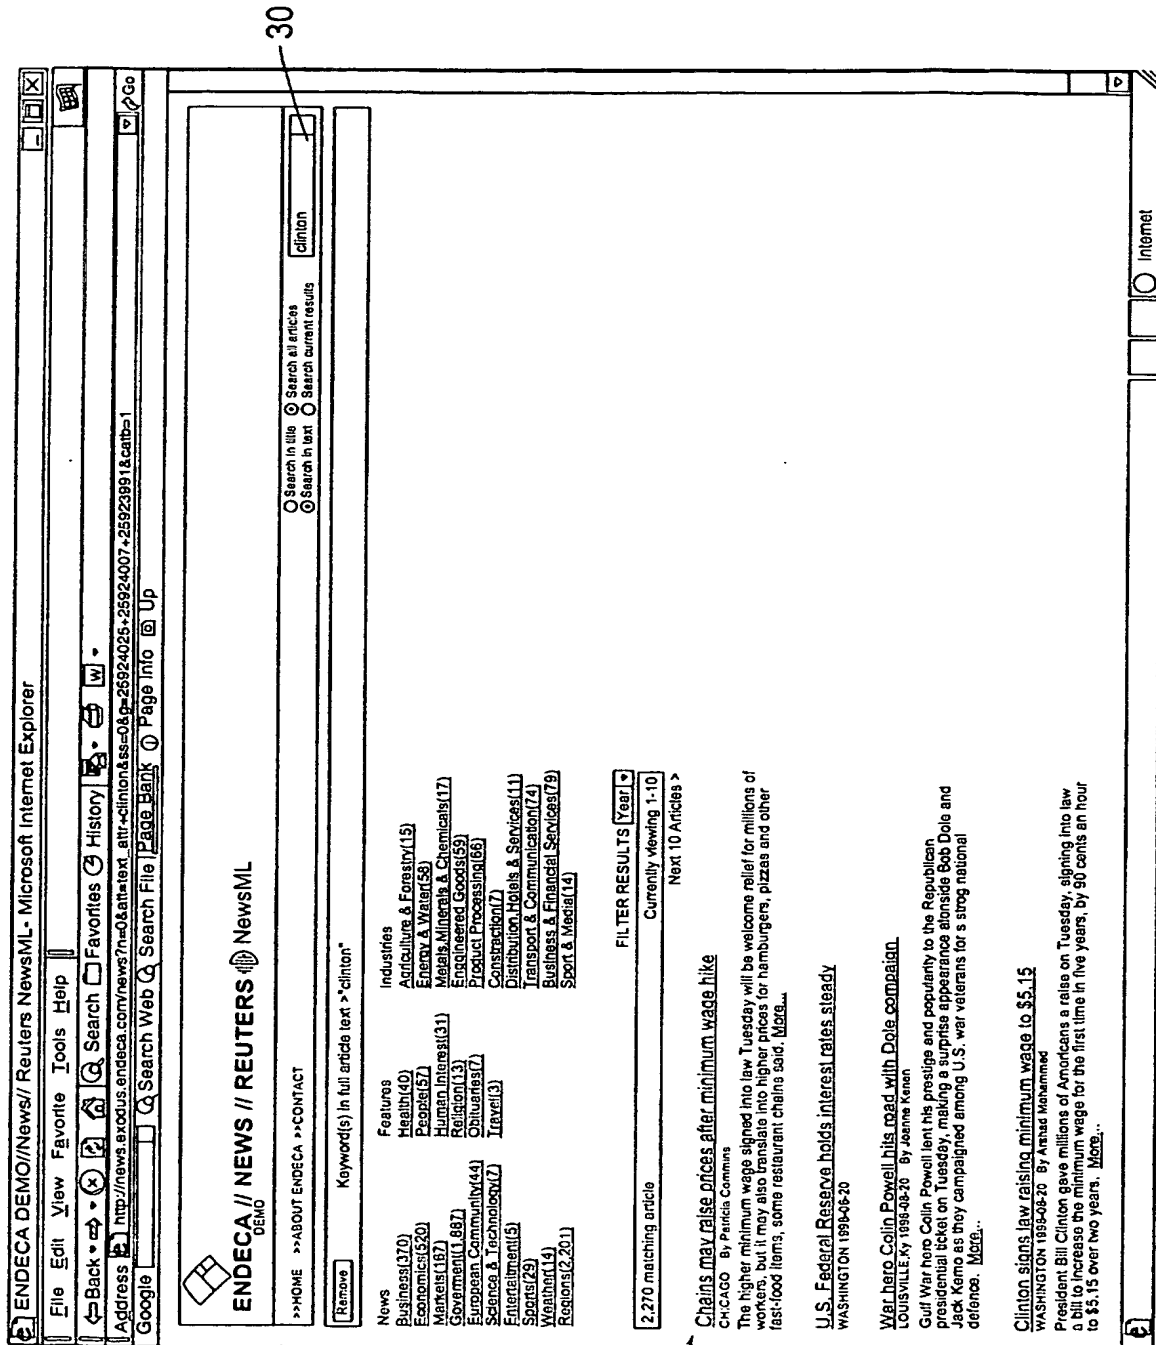 ENDECA DEMO//News// Reuters NewsML- Microsoft Internet Explorer
File Edit View Favorite Tools Help
Back Search Favorites History W
Address http://news.exodus.endeca.com/news?n=0&att=text_attr+clinton&ss=0&g=25924025+25924007+25923991&catb=1 Go
Google Search Web Search File Page Bank Page Info Up
ENDECA // NEWS // REUTERS NewsML
DEMO
>>HOME >>ABOUT ENDECA >>CONTACT
Search in title Search all articles
Search in text Search current results
clinton
30
Remove Keyword(s) In full article text >"clinton"
News
Business(370)
Economics(520)
Markets(167)
Goverment(1,887)
European Community(44)
Science & Technology(7)
Entertaitment(5)
Sports(29)
Weather(14)
Regions(2,201)
Features
Health(40)
People(57)
Human Interest(31)
Religion(13)
Obituaries(7)
Travel(3)
Industries
Agriculture & Forestry(15)
Energy & Water(58)
Metals,Minerals & Chemicals(17)
Engineered Goods(59)
Product Processing(66)
Constraction(7)
Distribution,Hotels & Services(11)
Transport & Communication(74)
Business & Financial Services(79)
Sport & Media(14)
FILTER RESULTS Year
2,270 matching article Currently viewing 1-10
Next 10 Articles >
Chains may raise prices after minimum wage hike
CHICAGO By Patricia Commins
The higher minimum wage signed into law Tuesday will be welcome relief for millions of
workers, but it may also translate into higher prices for hamburgers, pizzas and other
fast-food items, some restaurant chains said. More...
U.S. Federal Reserve holds interest rates steady
WASHINGTON 1996-08-20
War hero Colin Powell hits road with Dole compaign
LOUISVILLE,Ky 1996-08-20 By Joanne Kenen
Gulf War hero Colin Powell lent his prestige and popularity to the Republican
presidential ticket on Tuesday, making a surprise appearance atonside Bob Dole and
Jack Kemo as they campaigned among U.S. war veterans for s strog national
defence. More...
Clinton signs law raising minimum wage to $5.15
WASHINGTON 1996-08-20 By Arshad Mohammed
President Bill Clinton gave millions of Amoricans a raise on Tuesday, signing into law
a bill to increase the minimum wage for the first time in five years, by 90 cents an hour
to $5.15 over two years. More...
Internet